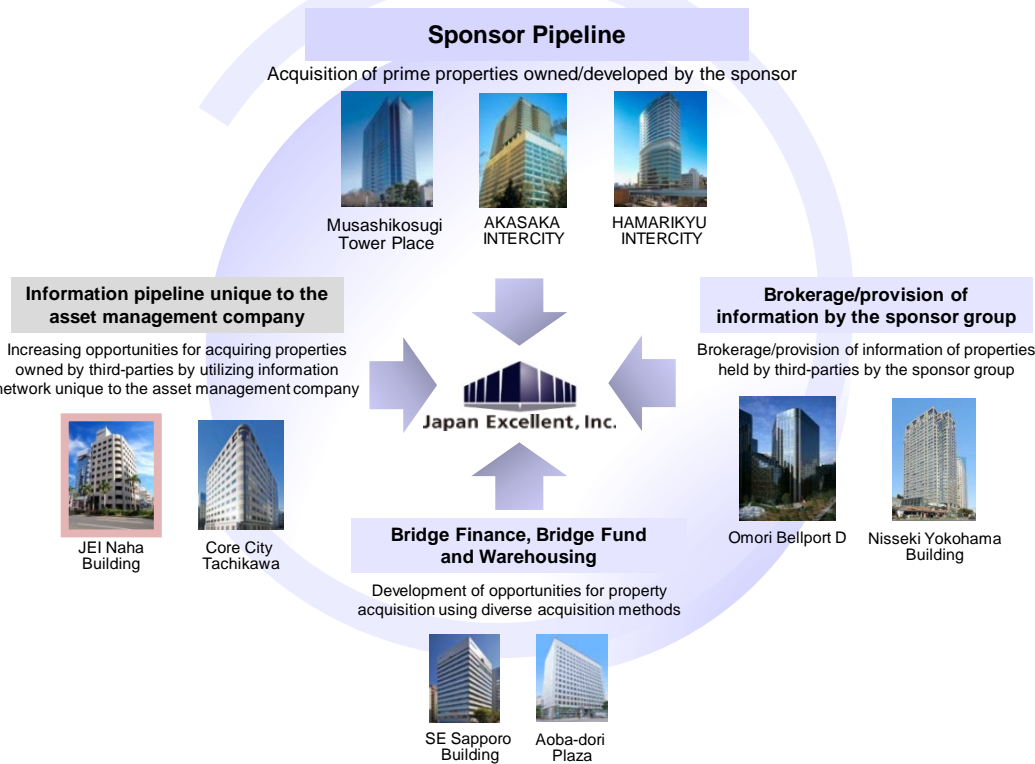 Sponsor Pipeline
Acquisition of prime properties owned/developed by the sponsor
Musashikosugi
Tower Place
AKASAKA
INTERCITY
HAMARIKYU
INTERCITY
Information pipeline unique to the
asset management company
Increasing opportunities for acquiring properties
owned by third-parties by utilizing information
network unique to the asset management company
JEI Naha
Building
Core City
Tachikawa
Japan Excellent, Inc.
Brokerage/provision of
information by the sponsor group
Brokerage/provision of information of properties
held by third-parties by the sponsor group
Omori Bellport D
Nisseki Yokohama
Building
Bridge Finance, Bridge Fund
and Warehousing
Development of opportunities for property
acquisition using diverse acquisition methods
SE Sapporo
Building
Aoba-dori
Plaza